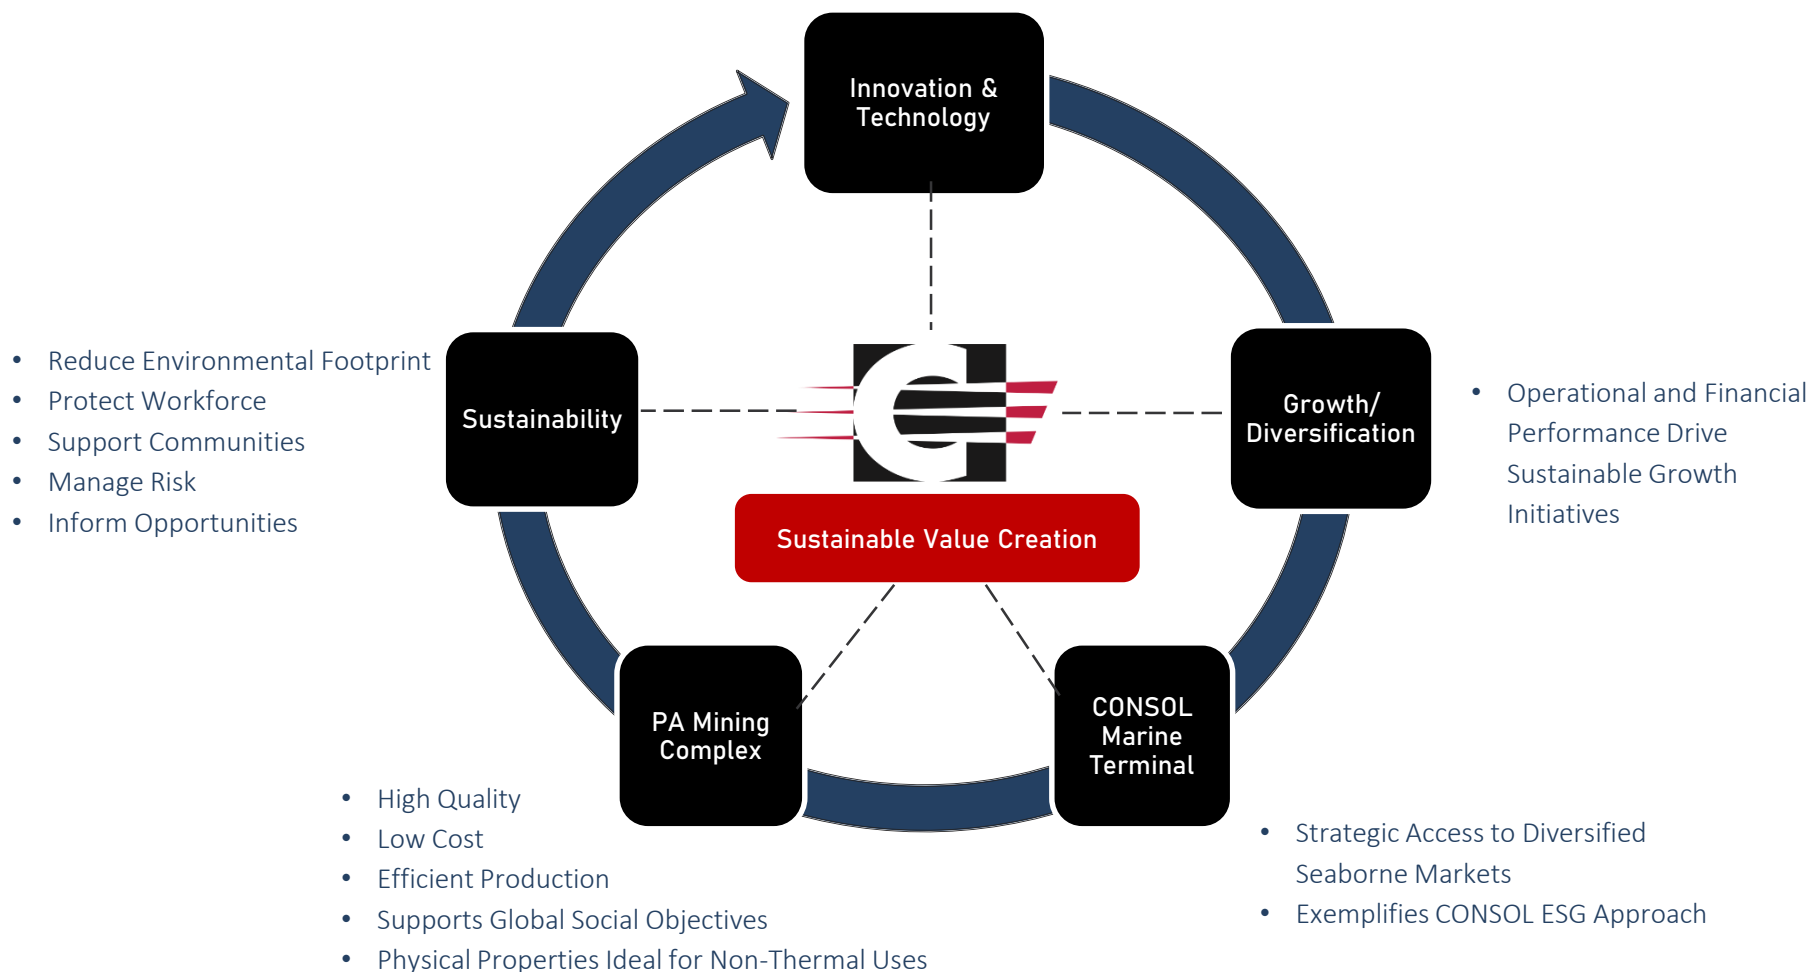 Innovation &
Technology
• Reduce Environmental Footprint
• Protect Workforce
• Support Communities
• Manage Risk
• Inform Opportunities
Sustainability
Growth/
Diversification
• Operational and Financial
Performance Drive
Sustainable Growth
Initiatives
Sustainable Value Creation
PA Mining
Complex
CONSOL
Marine
Terminal
• High Quality
• Low Cost
• Efficient Production
• Supports Global Social Objectives
• Physical Properties Ideal for Non-Thermal Uses
• Strategic Access to Diversified
Seaborne Markets
• Exemplifies CONSOL ESG Approach